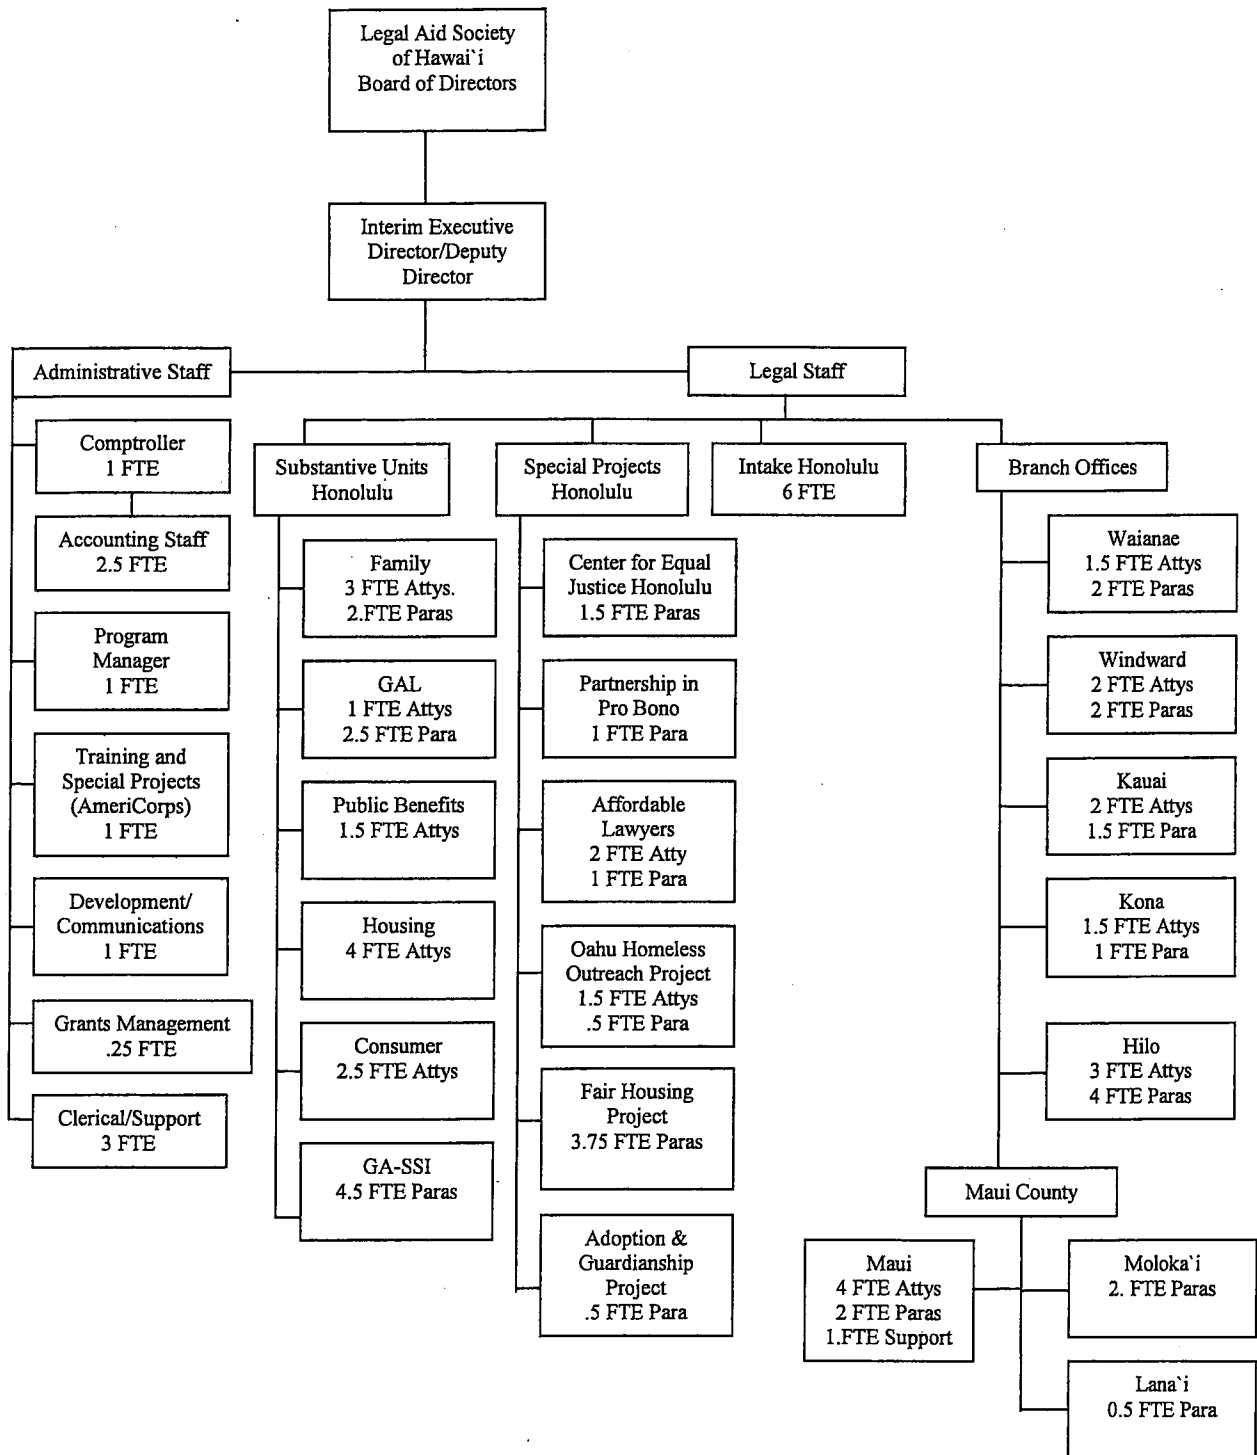 Legal Aid Society
of Hawai`i
Board of Directors
Interim Executive
Director/Deputy
Director
Administrative Staff
Legal Staff
Comptroller
1 FTE
Accounting Staff
2.5 FTE
Program
Manager
1 FTE
Training and
Special Projects
(AmeriCorps)
1 FTE
Development/
Communications
1 FTE
Grants Management
.25 FTE
Clerical/Support
3 FTE
Substantive Units
Honolulu
Family
3 FTE Attys.
2.FTE Paras
GAL
1 FTE Attys
2.5 FTE Para
Public Benefits
1.5 FTE Attys
Housing
4 FTE Attys
Consumer
2.5 FTE Attys
GA-SSI
4.5 FTE Paras
Special Projects
Honolulu
Center for Equal
Justice Honolulu
1.5 FTE Paras
Partnership in
Pro Bono
1 FTE Para
Affordable
Lawyers
2 FTE Atty
1 FTE Para
Oahu Homeless
Outreach Project
1.5 FTE Attys
.5 FTE Para
Fair Housing
Project
3.75 FTE Paras
Adoption &
Guardianship
Project
.5 FTE Para
Intake Honolulu
6 FTE
Branch Offices
Waianae
1.5 FTE Attys
2 FTE Paras
Windward
2 FTE Attys
2 FTE Paras
Kauai
2 FTE Attys
1.5 FTE Para
Kona
1.5 FTE Attys
1 FTE Para
Hilo
3 FTE Attys
4 FTE Paras
Maui County
Maui
4 FTE Attys
2 FTE Paras
1.FTE Support
Moloka`i
2. FTE Paras
Lana`i
0.5 FTE Para